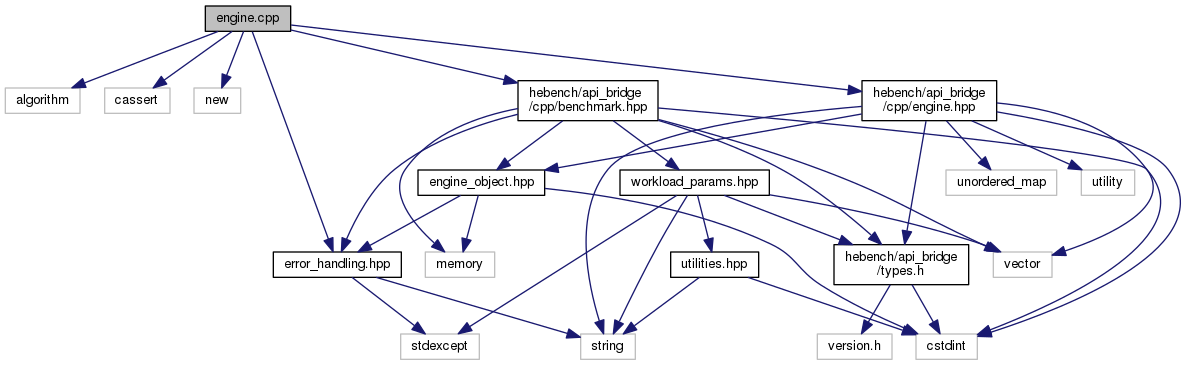 engine.cpp
algorithm
cassert
new
hebench/api_bridge
/cpp/benchmark.hpp
hebench/api_bridge
/cpp/engine.hpp
engine_object.hpp
workload_params.hpp
unordered_map
utility
error_handling.hpp
memory
utilities.hpp
hebench/api_bridge
/types.h
vector
stdexcept
string
version.h
cstdint